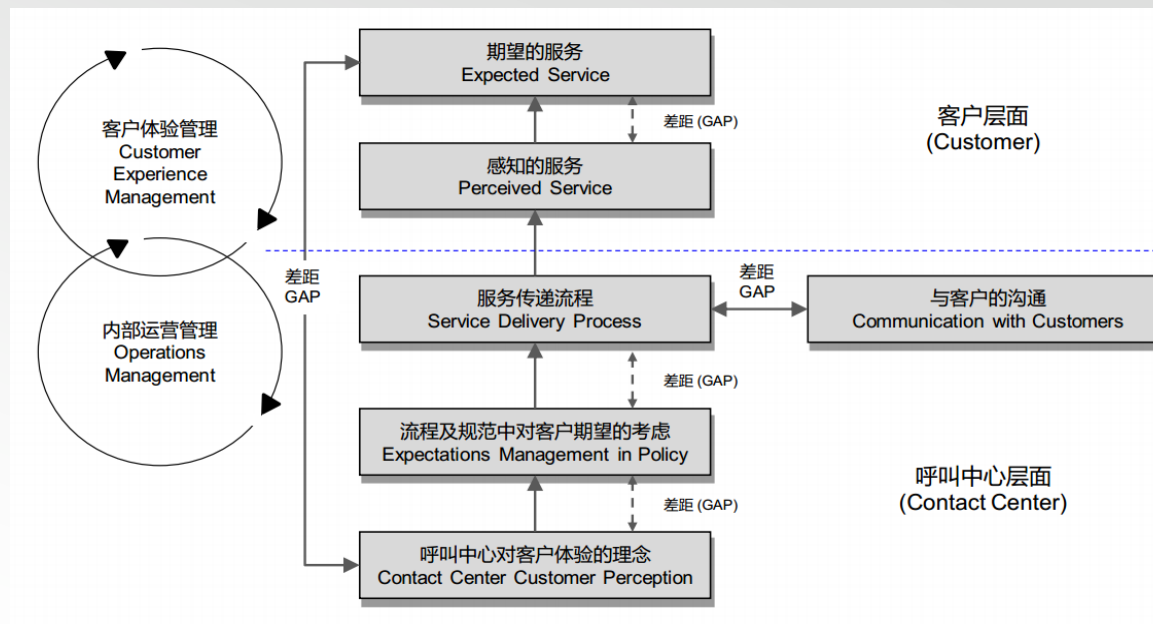 期望的服务
Expected Service
差距 (GAP)
客户层面
(Customer)
客户体验管理
Customer
Experience
Management
感知的服务
Perceived Service
差距
GAP
服务传递流程
Service Delivery Process
差距
GAP
与客户的沟通
Communication with Customers
内部运营管理
Operations
Management
差距 (GAP)
流程及规范中对客户期望的考虑
Expectations Management in Policy
呼叫中心层面
(Contact Center)
差距 (GAP)
呼叫中心对客户体验的理念
Contact Center Customer Perception